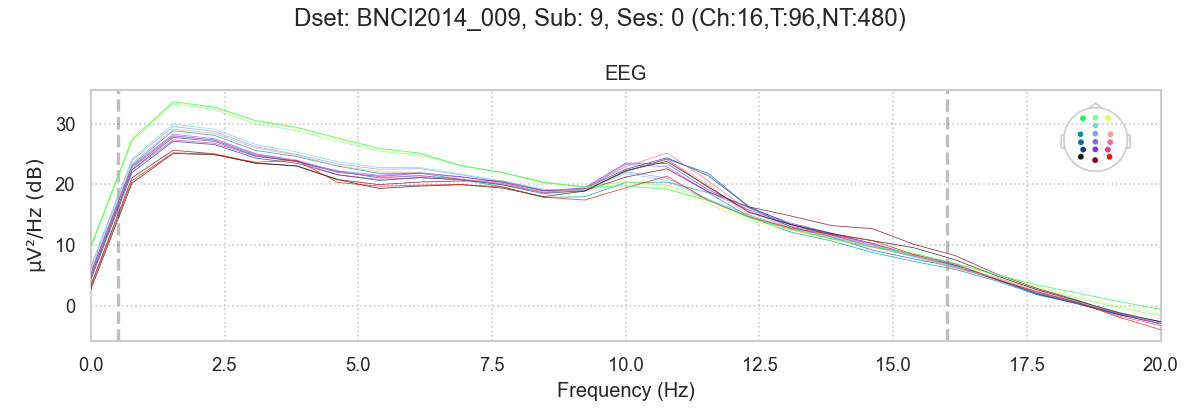 Dset: BNCI2014_009, Sub: 9, Ses: 0 (Ch:16,T:96,NT:480)
EEG
µV²/Hz (dB)
30
20
10
0
0.0 2.5 5.0 7.5 10.0 12.5 15.0 17.5 20.0
Frequency (Hz)